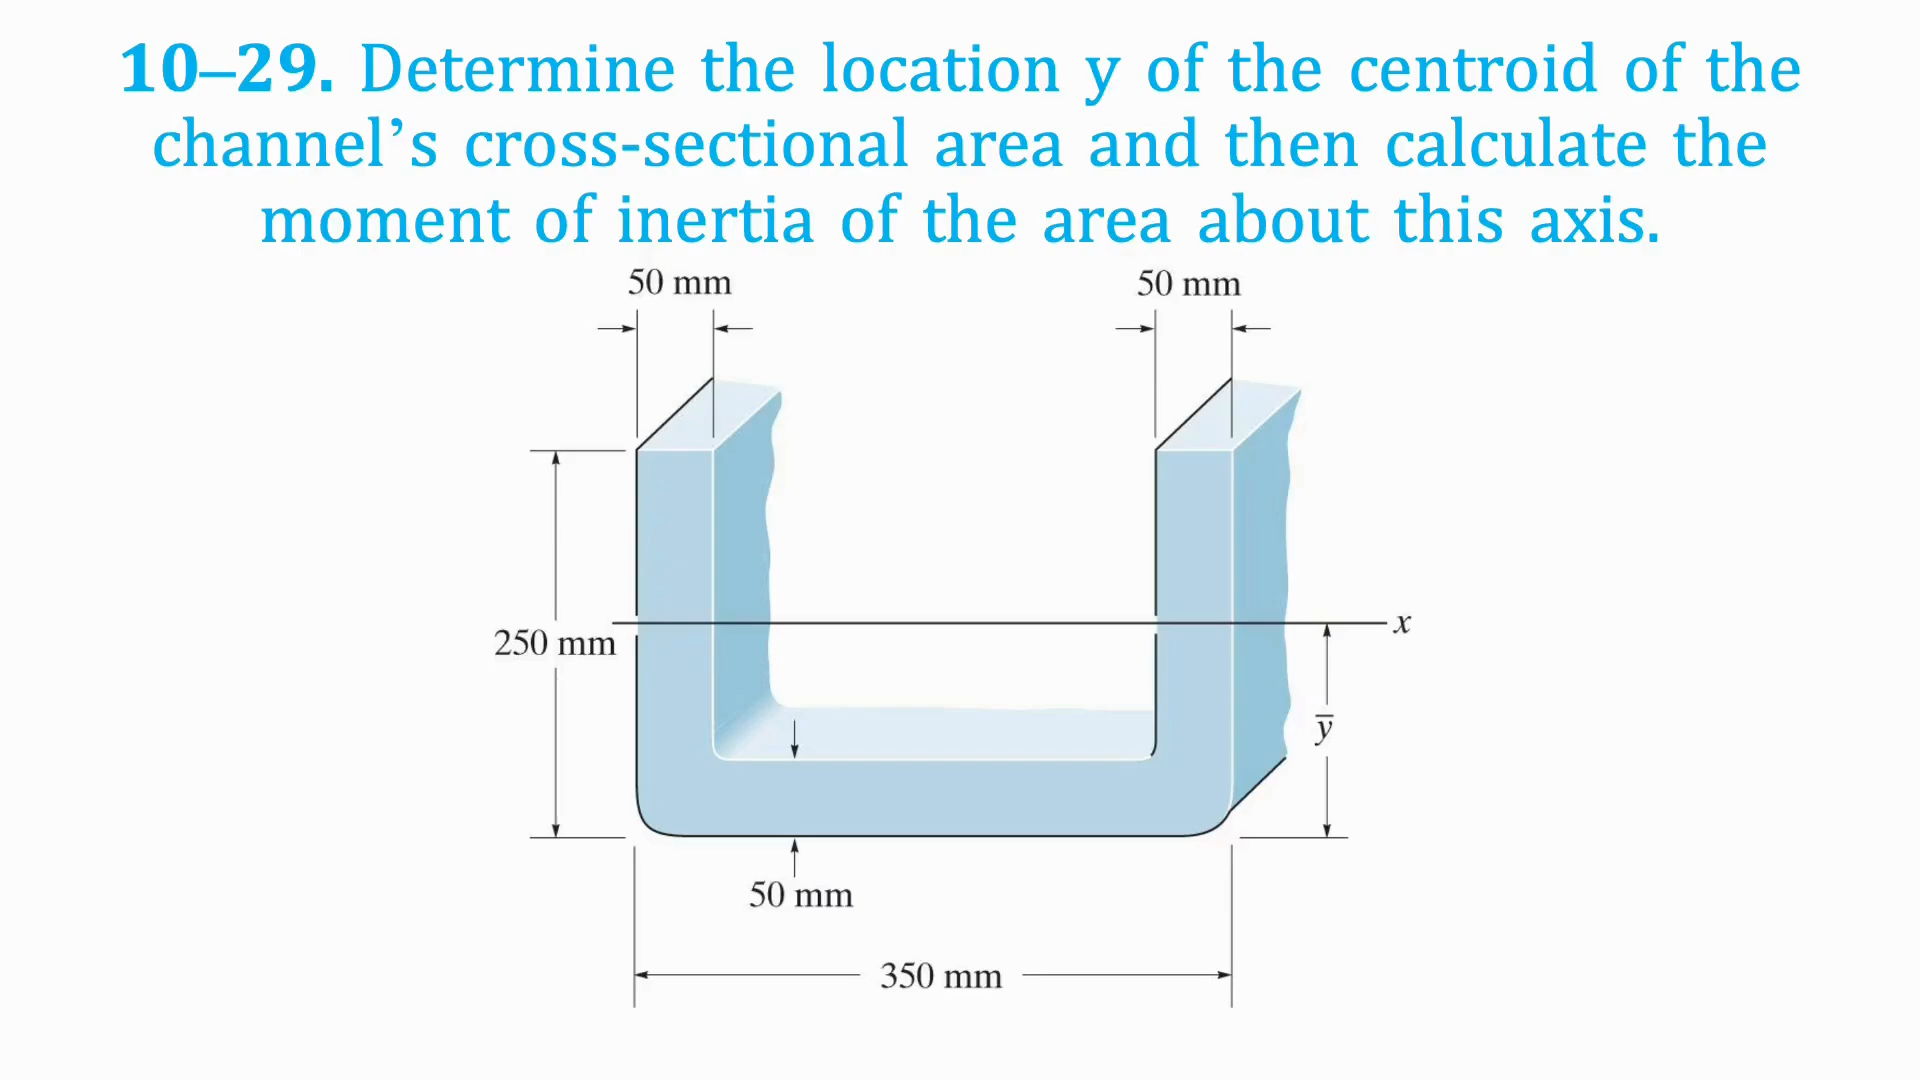 10–29. Determine the location y of the centroid of the
channel’s cross-sectional area and then calculate the
moment of inertia of the area about this axis.
50 mm
50 mm
250 mm
x
y̅
50 mm
350 mm